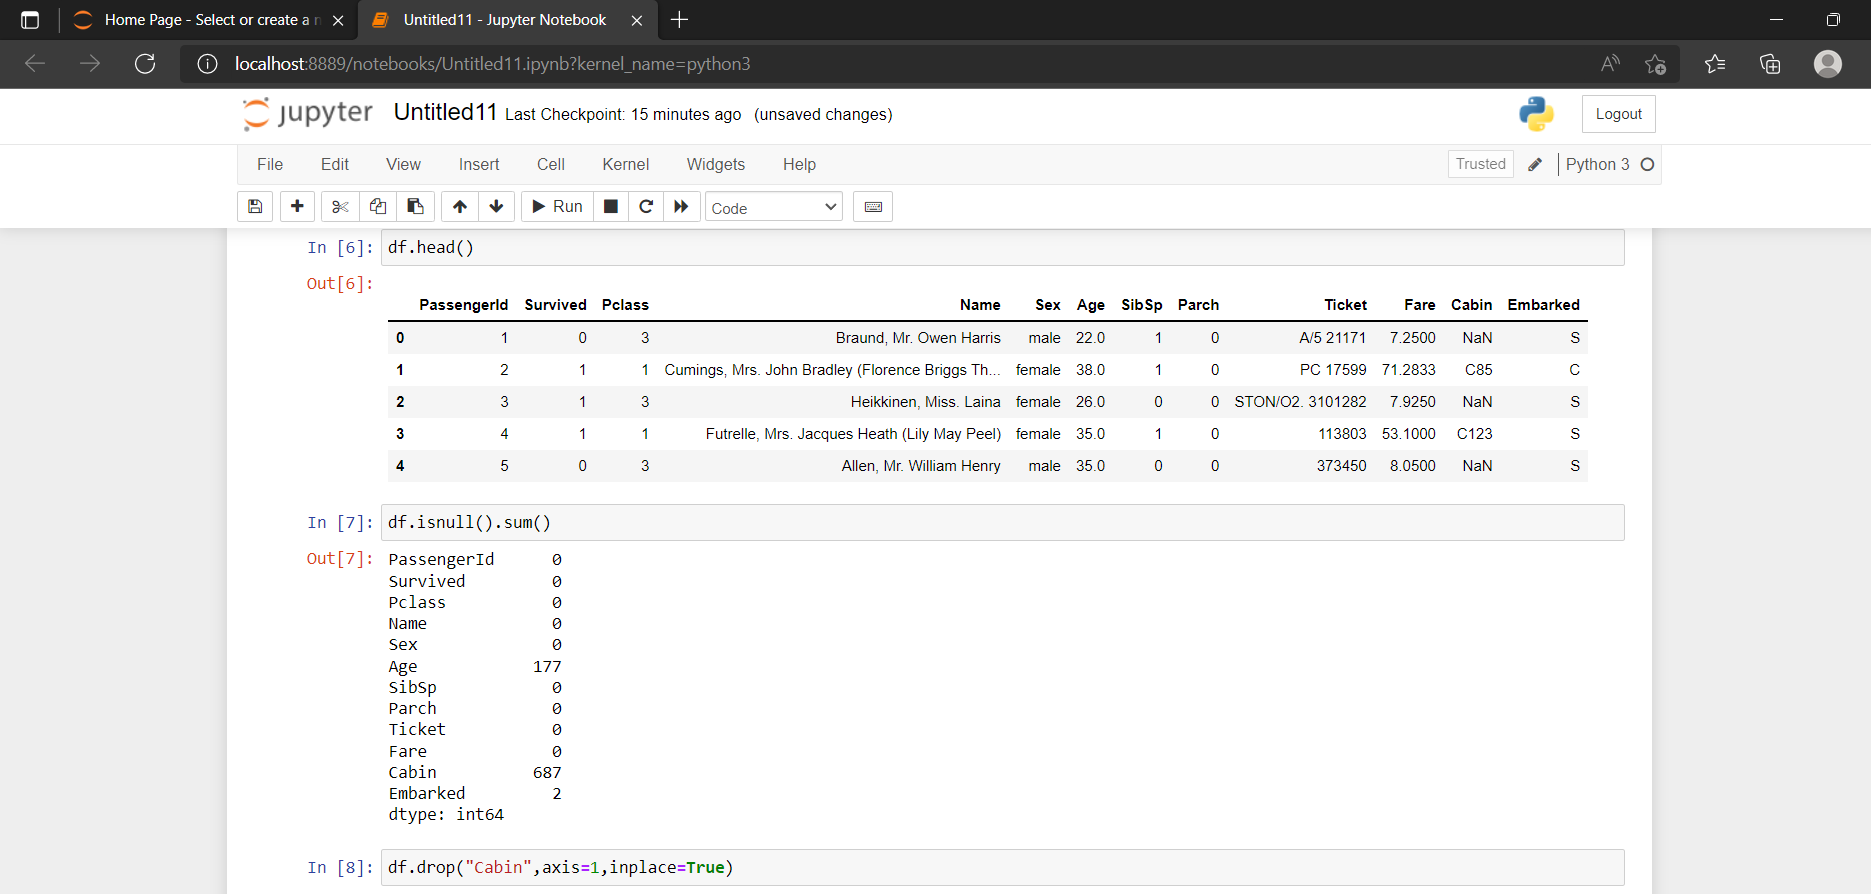 Home Page - Select or create a n
Untitled11 - Jupyter Notebook
localhost:8889/notebooks/Untitled11.ipynb?kernel_name=python3
jupyter Untitled11 Last Checkpoint: 15 minutes ago (unsaved changes)
Logout
File Edit View Insert Cell Kernel Widgets Help
Trusted Python 3
Run Code
In [6]: df.head()
Out[6]:
PassengerId Survived Pclass Name Sex Age SibSp Parch Ticket Fare Cabin Embarked
0 1 0 3 Braund, Mr. Owen Harris male 22.0 1 0 A/5 21171 7.2500 NaN S
1 2 1 1 Cumings, Mrs. John Bradley (Florence Briggs Th... female 38.0 1 0 PC 17599 71.2833 C85 C
2 3 1 3 Heikkinen, Miss. Laina female 26.0 0 0 STON/O2. 3101282 7.9250 NaN S
3 4 1 1 Futrelle, Mrs. Jacques Heath (Lily May Peel) female 35.0 1 0 113803 53.1000 C123 S
4 5 0 3 Allen, Mr. William Henry male 35.0 0 0 373450 8.0500 NaN S
In [7]: df.isnull().sum()
Out[7]: PassengerId 0
Survived 0
Pclass 0
Name 0
Sex 0
Age 177
SibSp 0
Parch 0
Ticket 0
Fare 0
Cabin 687
Embarked 2
dtype: int64
In [8]: df.drop("Cabin",axis=1,inplace=True)